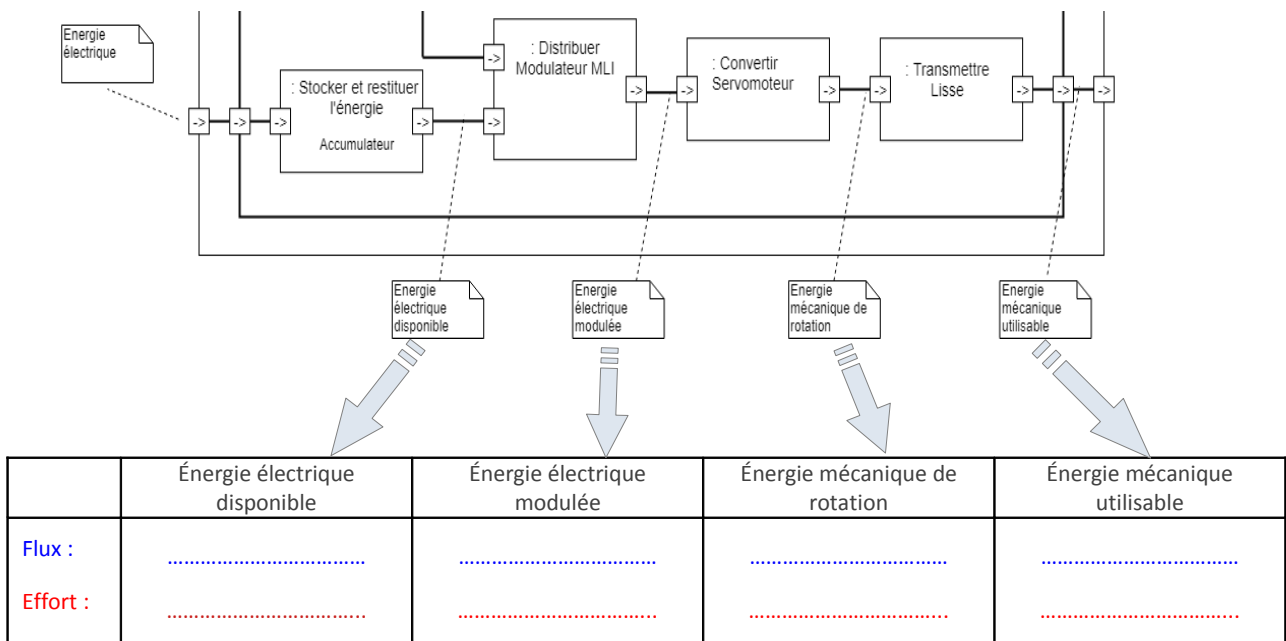 Energie
électrique
: Stocker et restituer
l'énergie
Accumulateur
: Distribuer
Modulateur MLI
: Convertir
Servomoteur
: Transmettre
Lisse
->
->
->
->
->
->
->
->
->
->
->
->
->
Energie
électrique
disponible
Energie
électrique
modulée
Energie
mécanique de
rotation
Energie
mécanique
utilisable
Énergie électrique
disponible
Énergie électrique
modulée
Énergie mécanique de
rotation
Énergie mécanique
utilisable
Flux :
………………………………
………………………………
………………………………
………………………………
Effort :
……………………………...
……………………………...
……………………………...
……………………………...